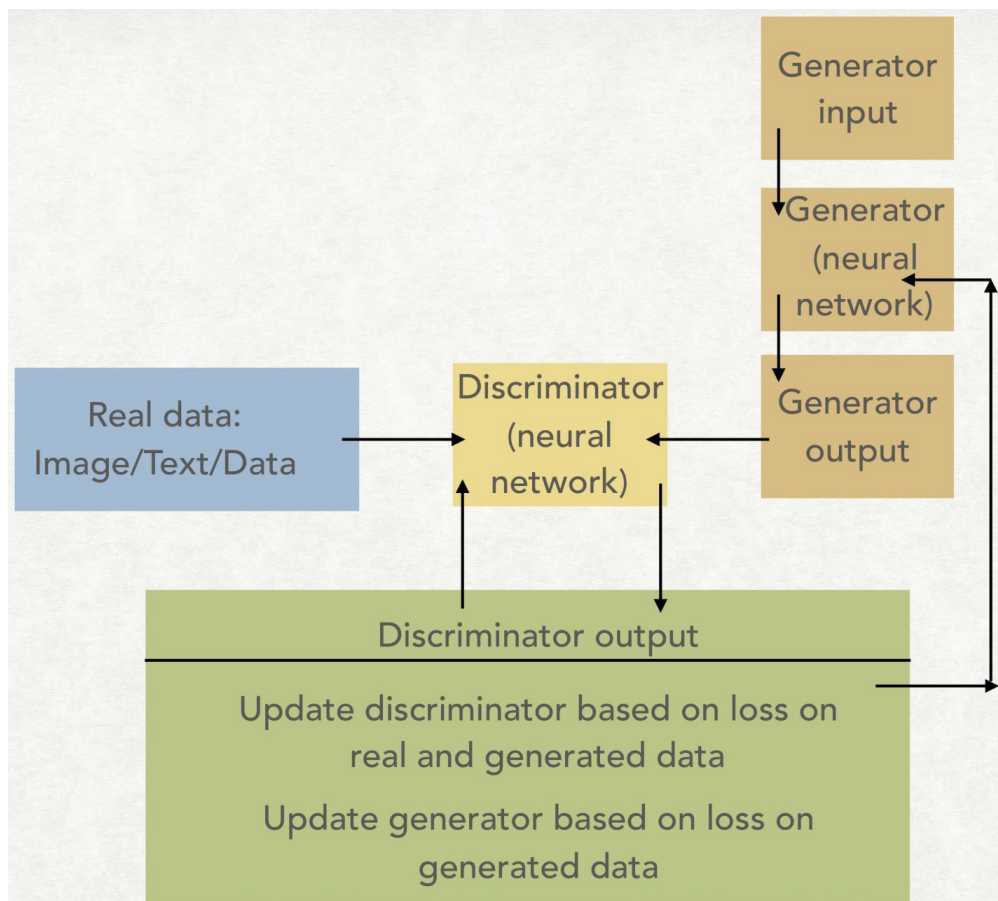 Generator
input
Generator
(neural
network)
Generator
output
Real data:
Image/Text/Data
Discriminator
(neural
network)
Discriminator output
Update discriminator based on loss on
real and generated data
Update generator based on loss on
generated data